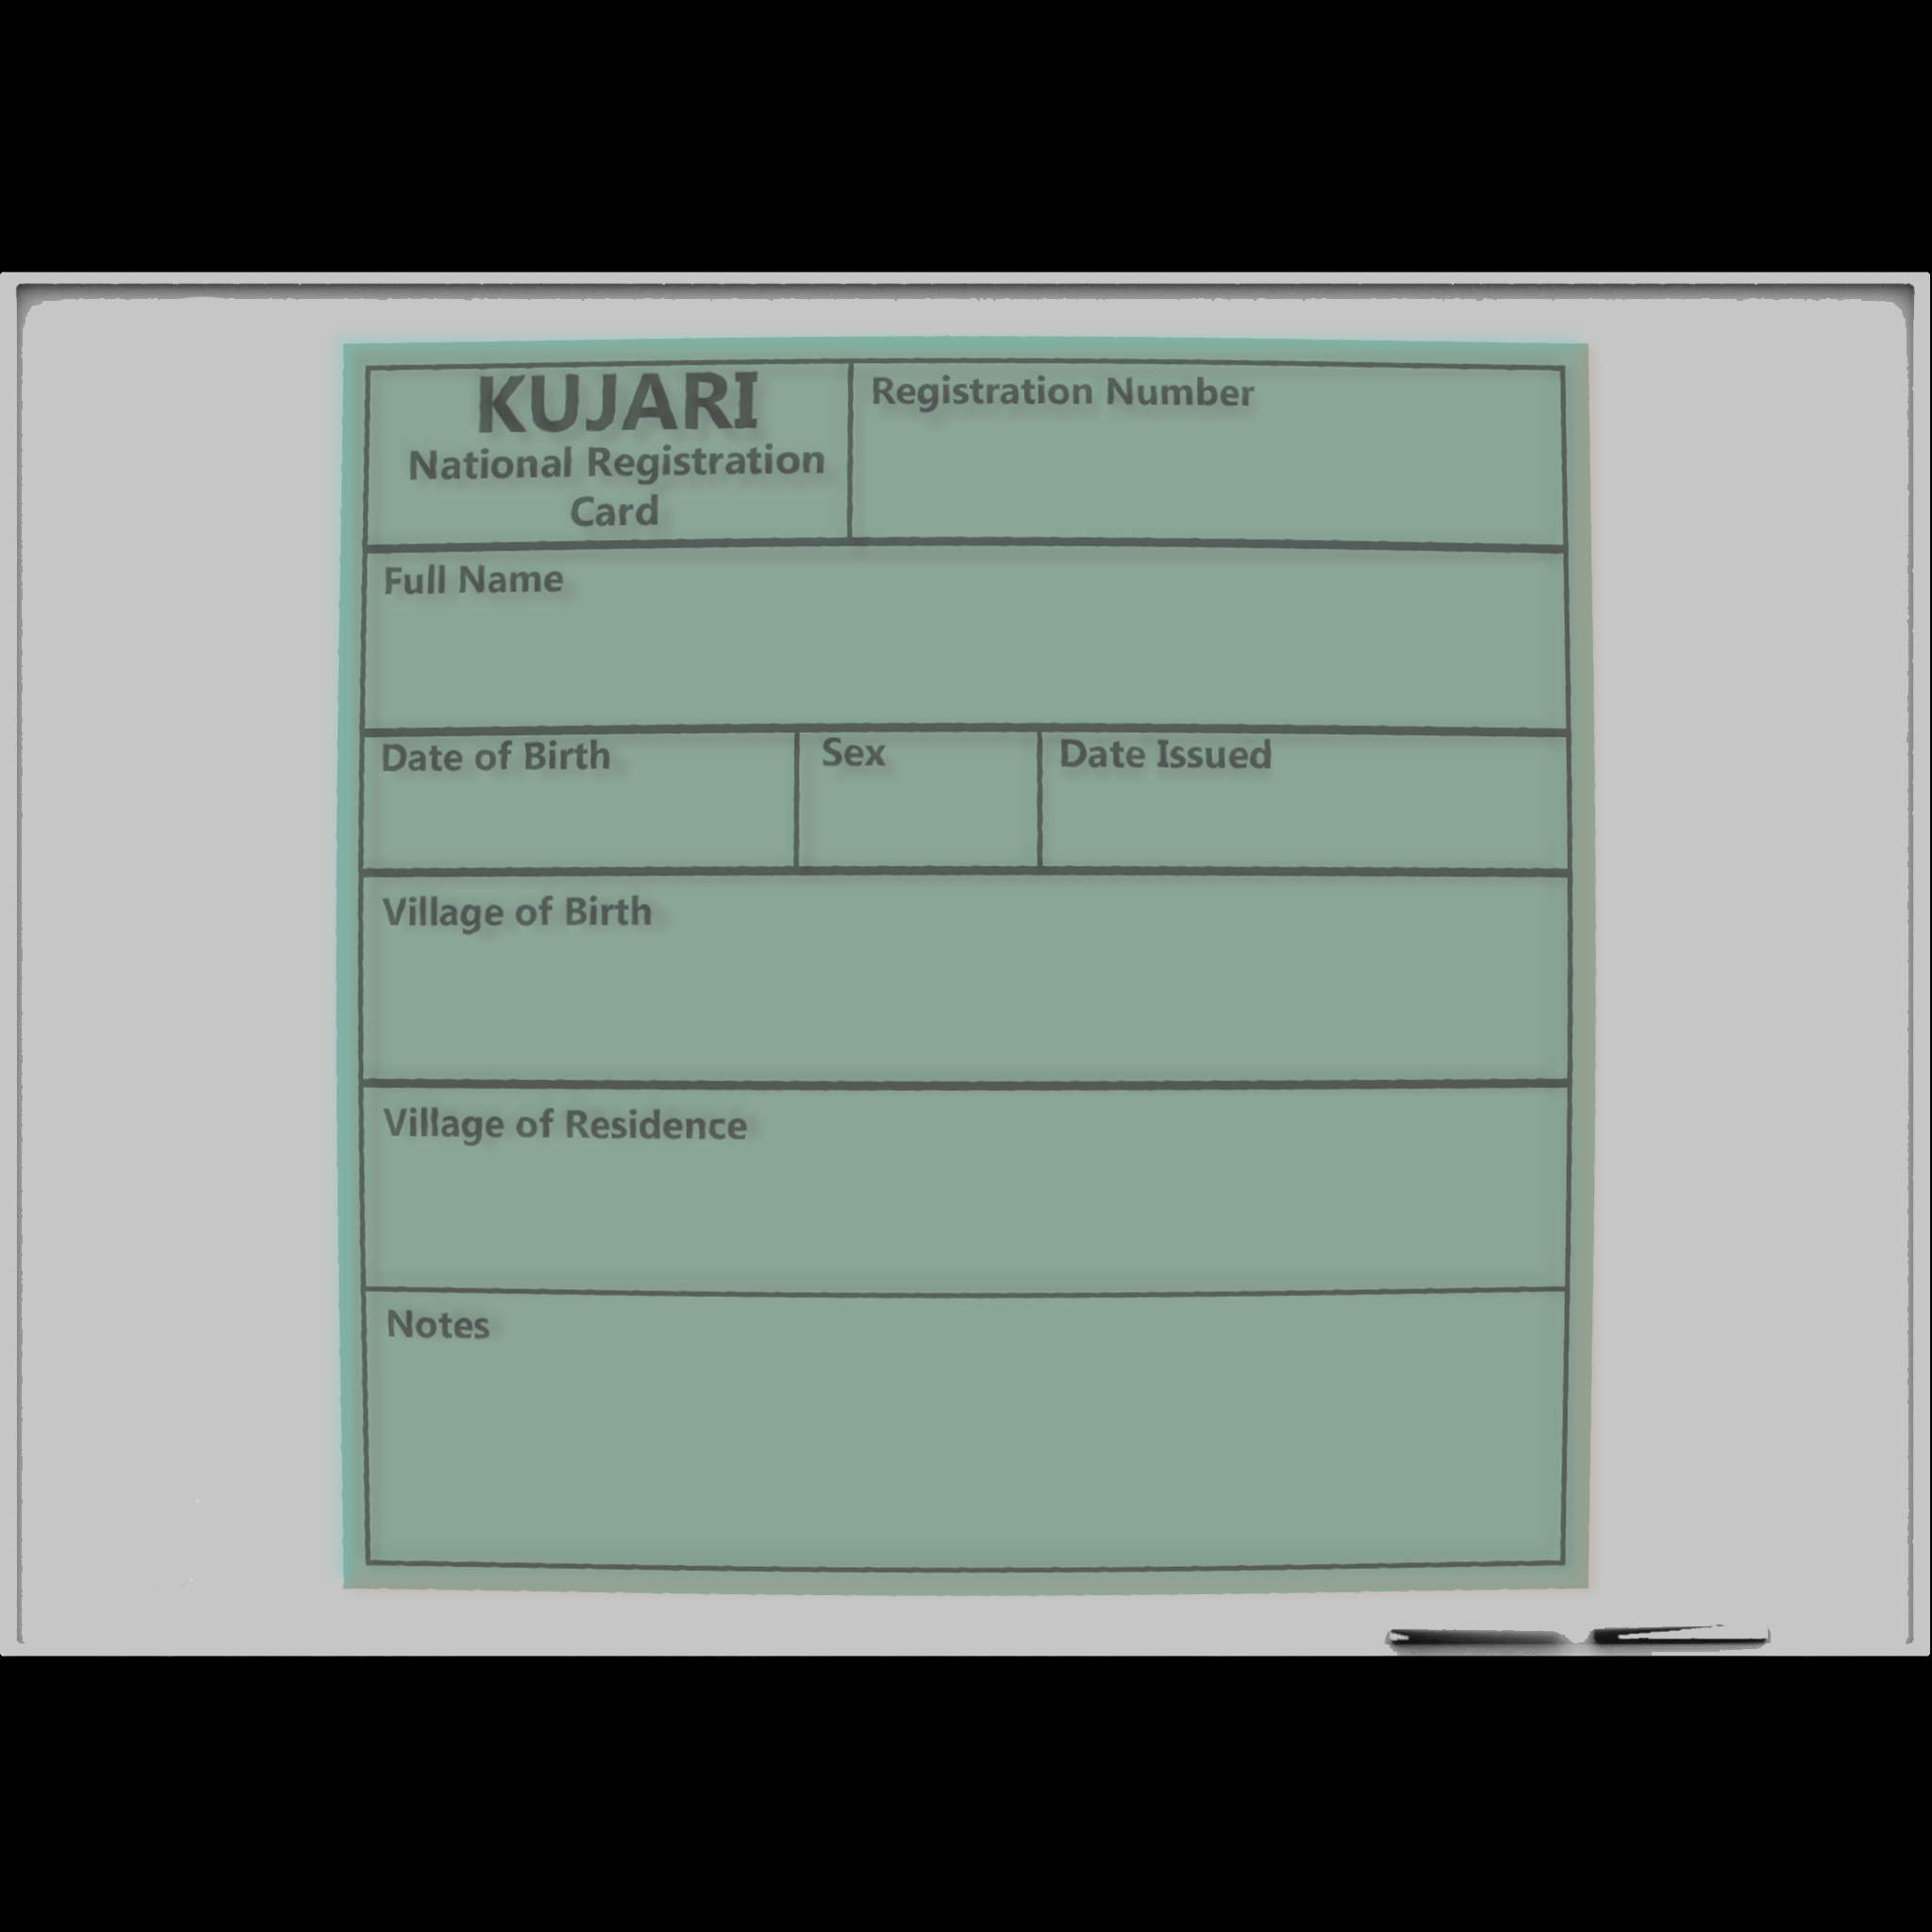 KUJARI
National Registration
Card
Registration Number
Full Name
Date of Birth
Sex
Date Issued
Village of Birth
Village of Residence
Notes